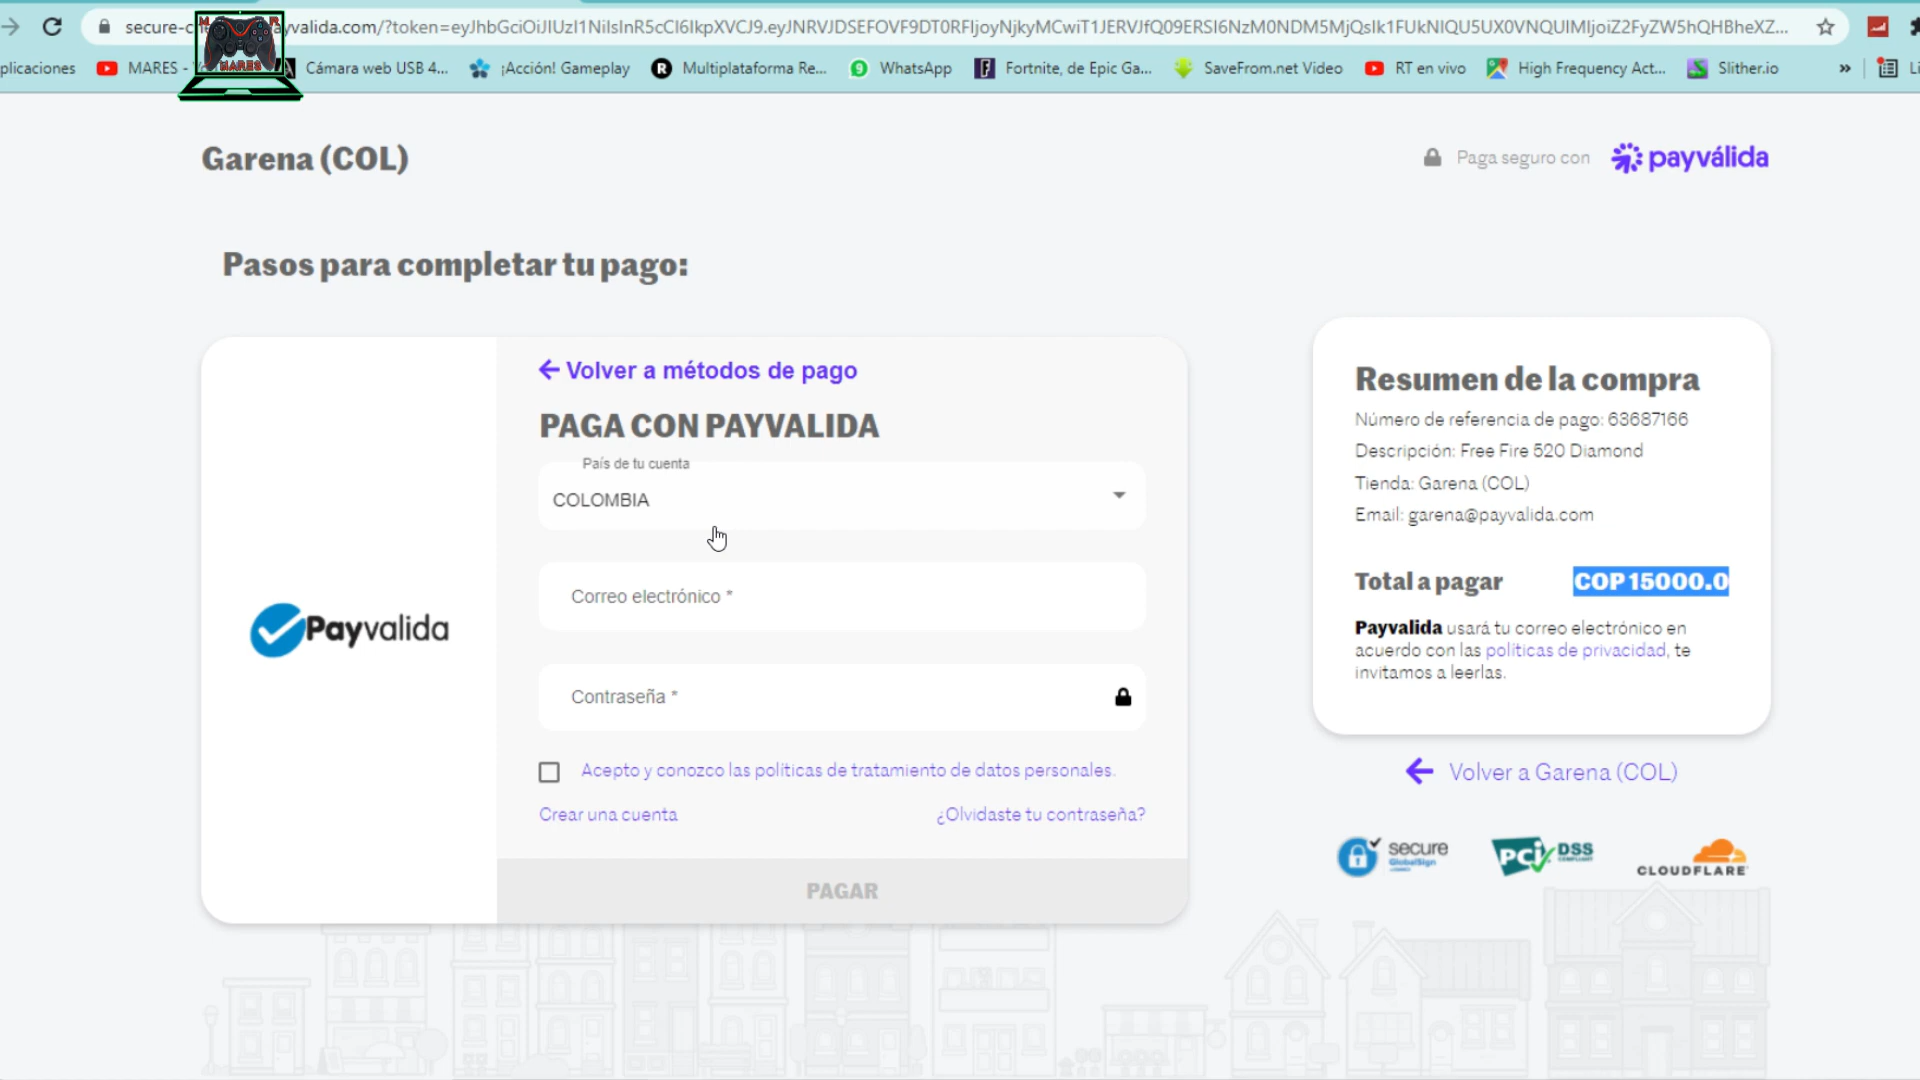 ayvalida.com/?token=eyJhbGciOiJIUzI1NiIsInR5cCI6IkpXVCJ9.eyJNRVJDSEFOVF9DT0RFIjoyNjkyMCwiT1JERVJfQ09ERSI6NzM0NDM5MjQsIk1FUkNIQU5UX0VNQUlMIjoiZ2FyZW5hQHBheXZ...
plicaciones MARES - Cámara web USB 4... ¡Acción! Gameplay Multiplataforma Re... WhatsApp Fortnite, de Epic Ga... SaveFrom.net Video RT en vivo High Frequency Act... Slither.io »
MARES
Garena (COL)
Paga seguro con payválida
Pasos para completar tu pago:
Volver a métodos de pago
PAGA CON PAYVALIDA
País de tu cuenta
COLOMBIA
Correo electrónico *
Contraseña *
Acepto y conozco las políticas de tratamiento de datos personales.
Crear una cuenta
¿Olvidaste tu contraseña?
PAGAR
Payvalida
Resumen de la compra
Número de referencia de pago: 63687166
Descripción: Free Fire 520 Diamond
Tienda: Garena (COL)
Email: garena@payvalida.com
Total a pagar COP 15000.0
Payvalida usará tu correo electrónico en
acuerdo con las políticas de privacidad, te
invitamos a leerlas.
Volver a Garena (COL)
secure
GlobalSign
PCI DSS
COMPLIANT
CLOUDFLARE